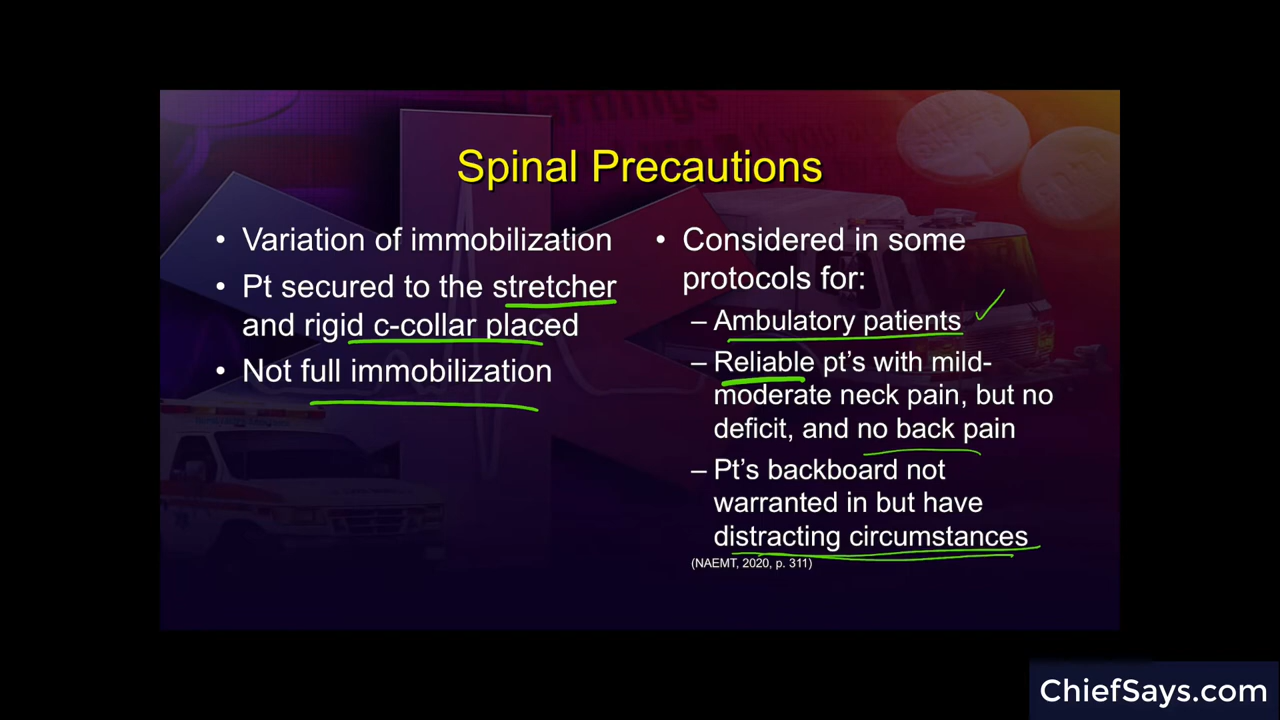 Spinal Precautions
• Variation of immobilization
• Pt secured to the stretcher
and rigid c-collar placed
• Not full immobilization
• Considered in some
protocols for:
– Ambulatory patients
– Reliable pt's with mild-
moderate neck pain, but no
deficit, and no back pain
– Pt's backboard not
warranted in but have
distracting circumstances
(NAEMT, 2020, p. 311)
ChiefSays.com